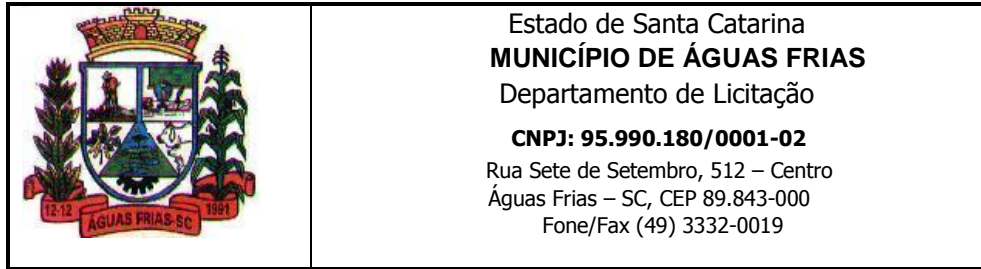 12-12
ÁGUAS FRIAS-SC
1991
Estado de Santa Catarina
MUNICÍPIO DE ÁGUAS FRIAS
Departamento de Licitação
CNPJ: 95.990.180/0001-02
Rua Sete de Setembro, 512 – Centro
Águas Frias – SC, CEP 89.843-000
Fone/Fax (49) 3332-0019